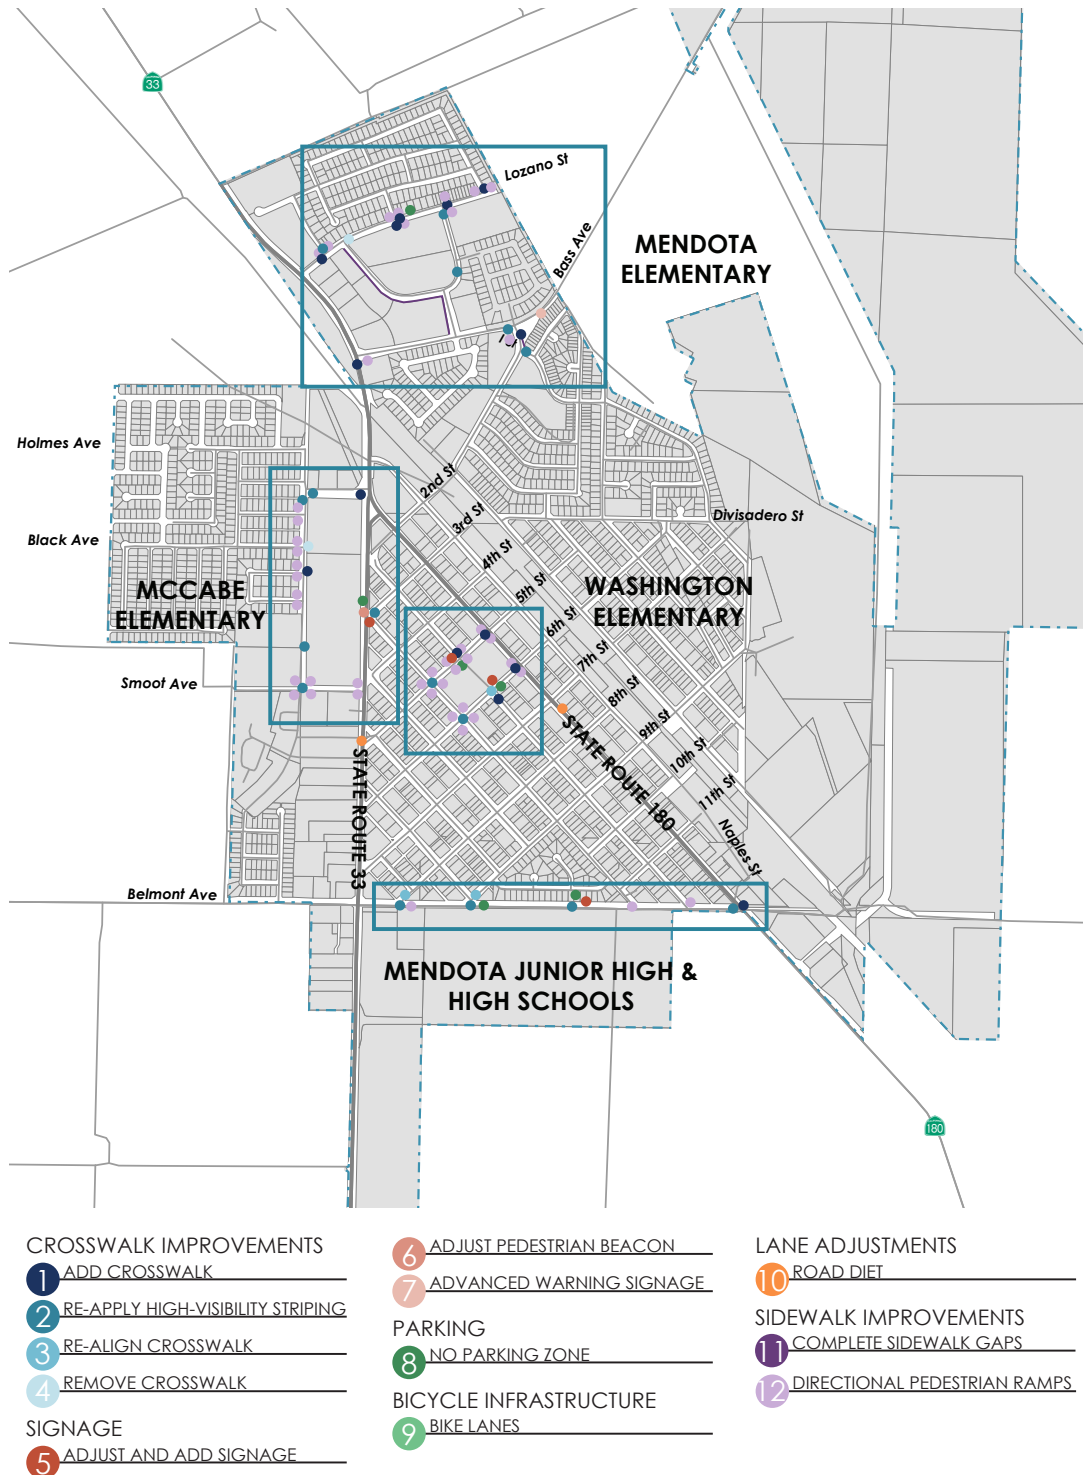 33
Lozano St
Bass Ave
MENDOTA
ELEMENTARY
Holmes Ave
2nd St
3rd St
Divisadero St
Black Ave
4th St
5th St
MCCABE
ELEMENTARY
WASHINGTON
ELEMENTARY
6th St
7th St
Smoot Ave
8th St
9th St
STATE ROUTE 180
10th St
STATE ROUTE 33
11th St
Naples St
Belmont Ave
MENDOTA JUNIOR HIGH &
HIGH SCHOOLS
180
CROSSWALK IMPROVEMENTS
1 ADD CROSSWALK
2 RE-APPLY HIGH-VISIBILITY STRIPING
3 RE-ALIGN CROSSWALK
4 REMOVE CROSSWALK
SIGNAGE
5 ADJUST AND ADD SIGNAGE
6 ADJUST PEDESTRIAN BEACON
7 ADVANCED WARNING SIGNAGE
PARKING
8 NO PARKING ZONE
BICYCLE INFRASTRUCTURE
9 BIKE LANES
LANE ADJUSTMENTS
10 ROAD DIET
SIDEWALK IMPROVEMENTS
11 COMPLETE SIDEWALK GAPS
12 DIRECTIONAL PEDESTRIAN RAMPS